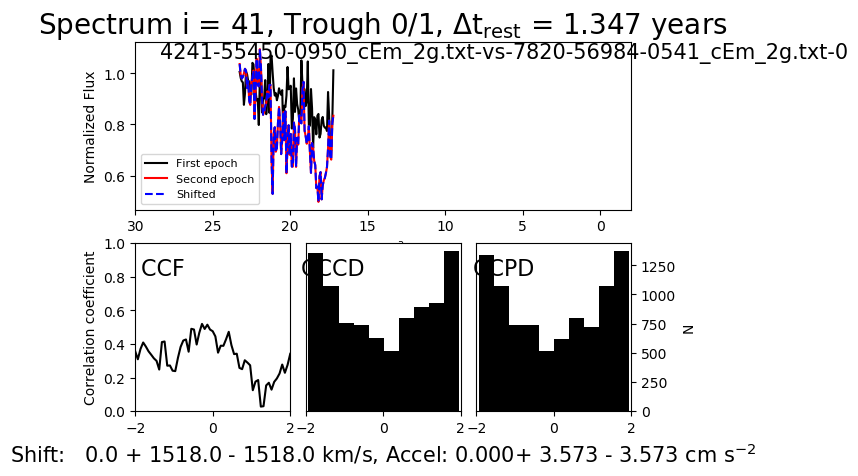 Spectrum i = 41, Trough 0/1, Δt_rest = 1.347 years
4241-55450-0950_cEm_2g.txt-vs-7820-56984-0541_cEm_2g.txt-0
Normalized Flux
1.0
0.8
0.6
First epoch
Second epoch
Shifted
30 25 20 15 10 5 0
Correlation coefficient
1.0
0.8
0.6
0.4
0.2
0.0
CCF
CCCD
CCPD
1250
1000
750
500
250
0
N
−2 0 2
−2 0 2
−2 0 2
Shift: 0.0 + 1518.0 - 1518.0 km/s, Accel: 0.000+ 3.573 - 3.573 cm s⁻²